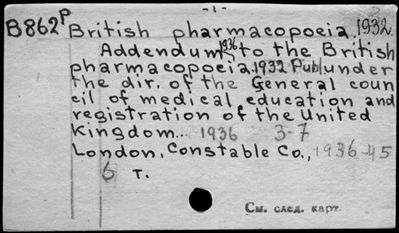 -1-
B862p British pharmacopoeia, 1932.
Addendum 1936 to the British
pharmacopoeia, 1932 Publ under
the dir. of the General coun
cil of medical education and
registration of the United
Kingdom... 1936 3-7
London, Constable Co., 1936-45
6 т.
См. след. карт.